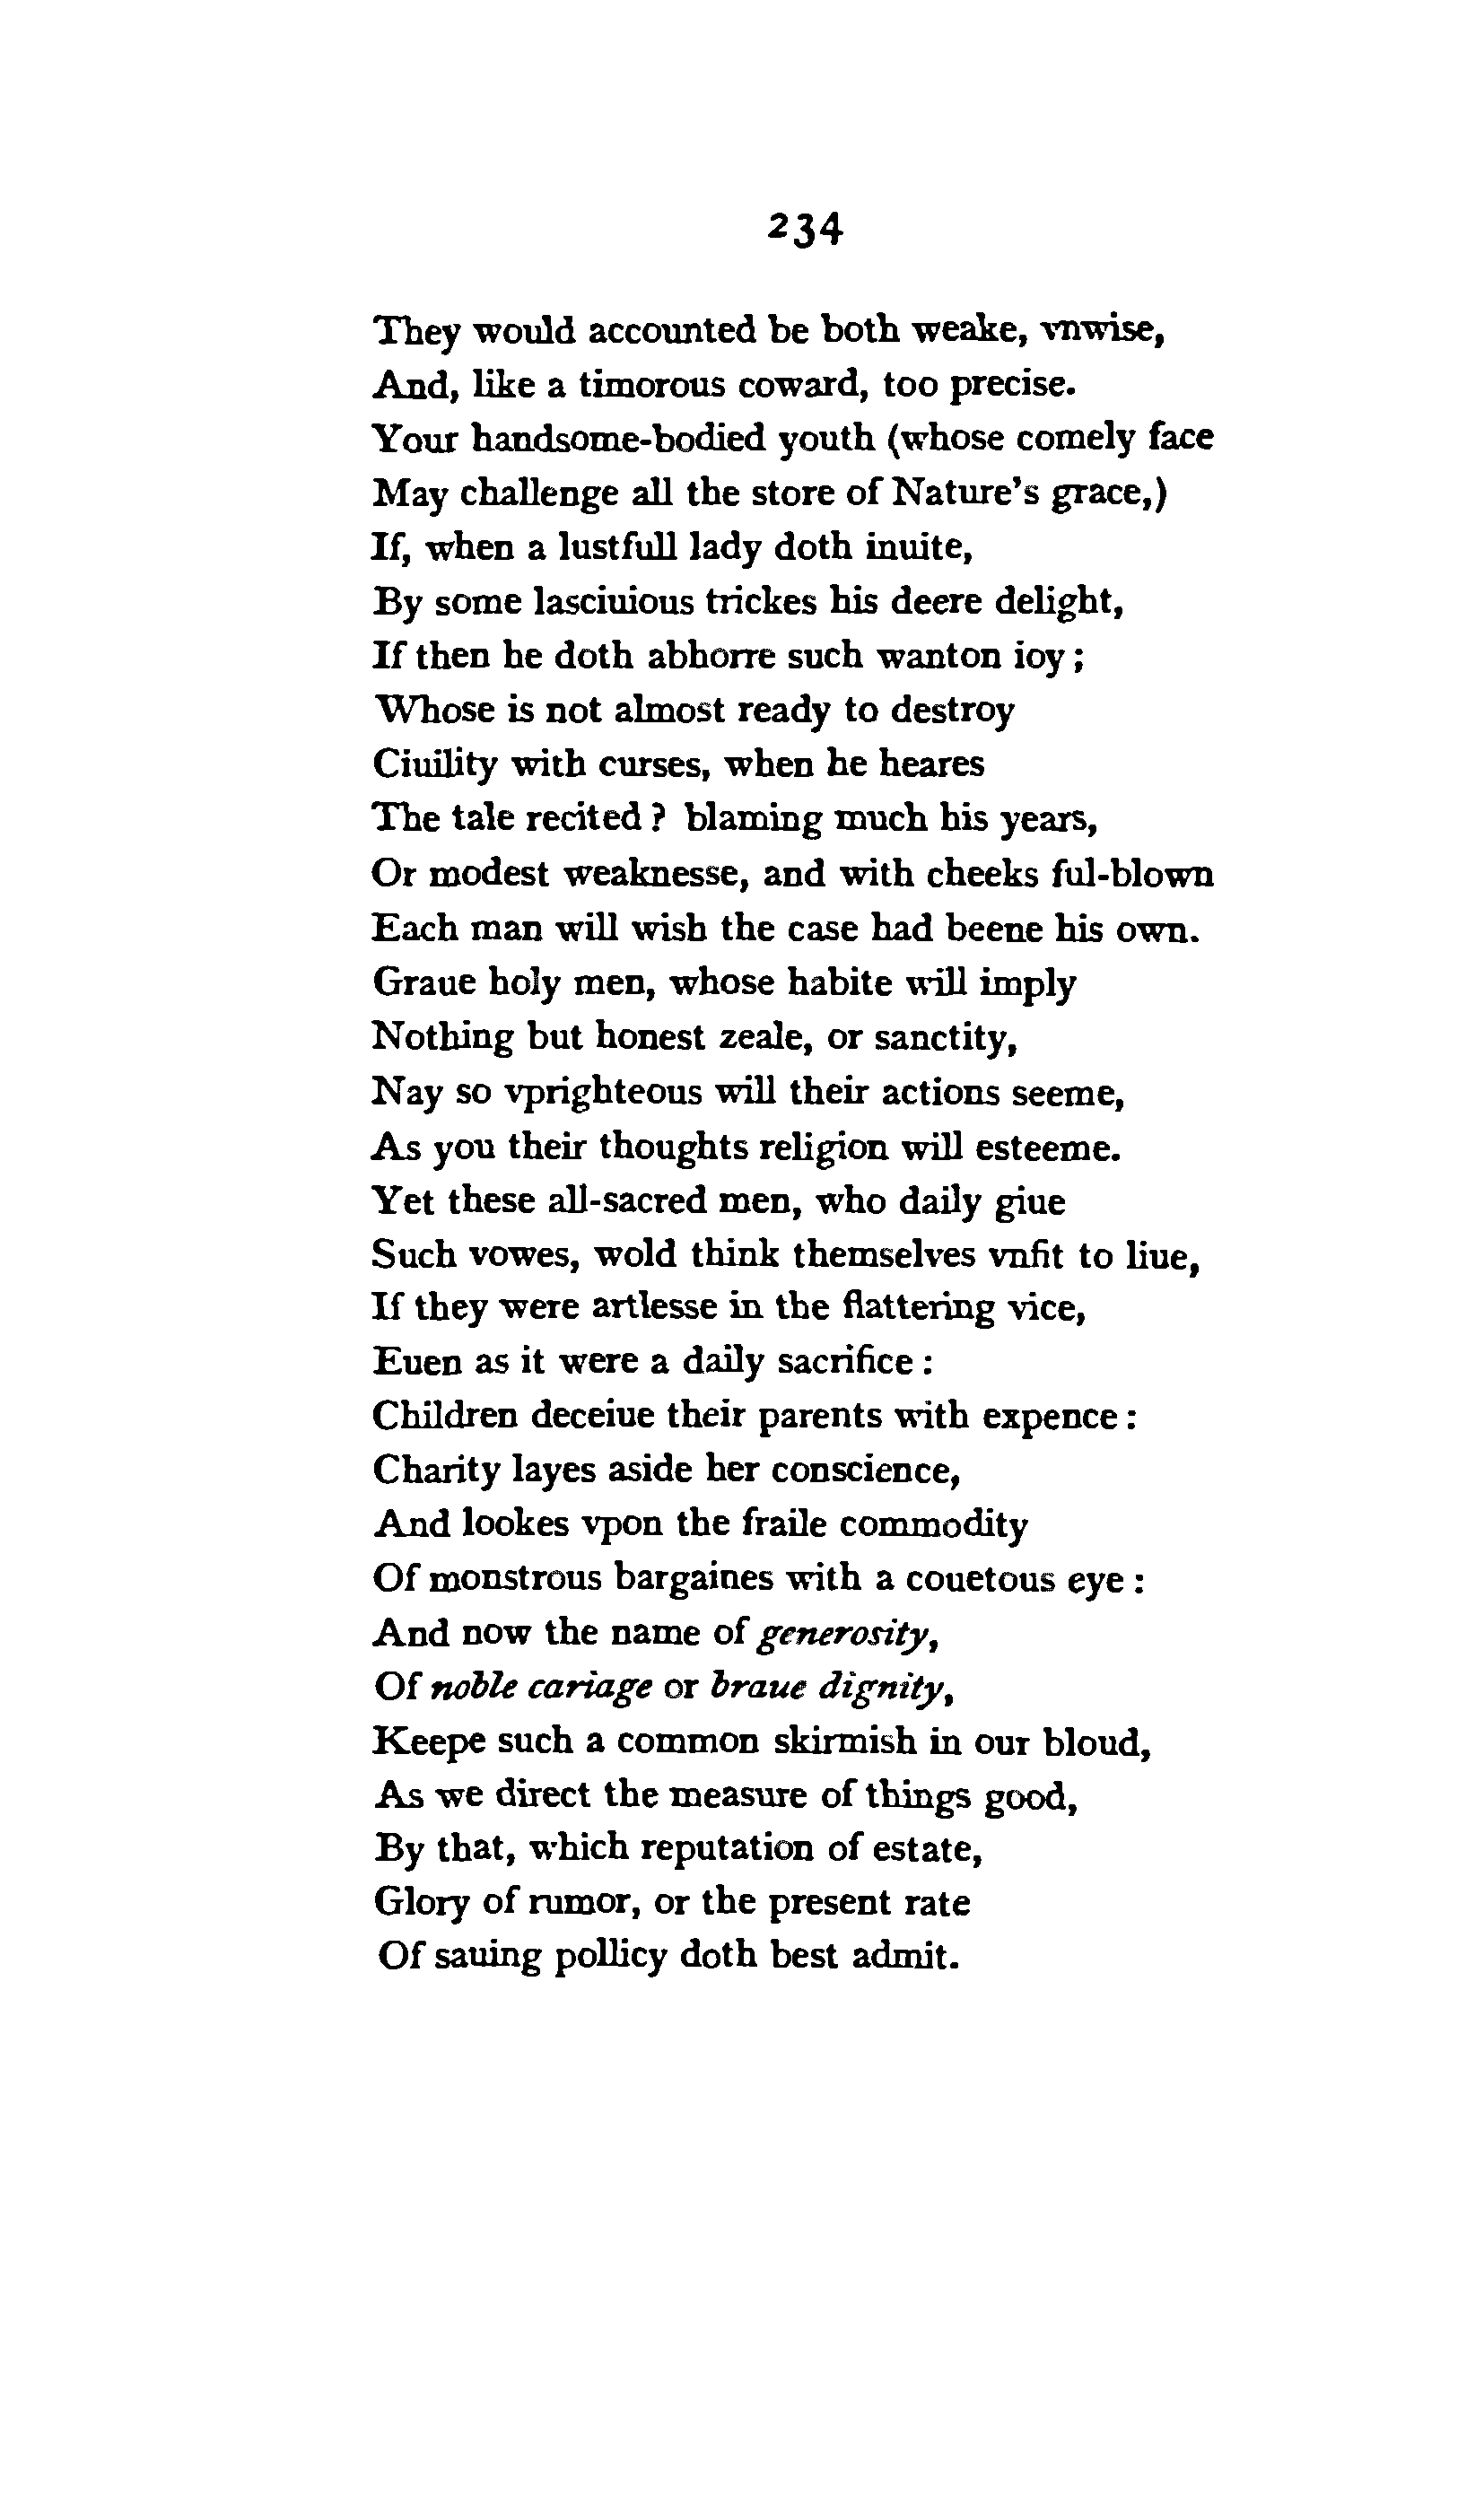 234
They would accounted be both weake, vnwise,
And, like a timorous coward, too precise.
Your handsome-bodied youth (whose comely face
May challenge all the store of Nature's grace,)
If, when a lustfull lady doth inuite,
By some lasciuious trickes his deere delight,
If then he doth abhorre such wanton ioy;
Whose is not almost ready to destroy
Ciuility with curses, when he heares
The tale recited? blaming much his years,
Or modest weaknesse, and with cheeks ful-blown
Each man will wish the case had beene his own.
Graue holy men, whose habite will imply
Nothing but honest zeale, or sanctity,
Nay so vprighteous will their actions seeme,
As you their thoughts religion will esteeme.
Yet these all-sacred men, who daily giue
Such vowes, wold think themselves vnfit to liue,
If they were artlesse in the flattering vice,
Euen as it were a daily sacrifice:
Children deceiue their parents with expence:
Charity layes aside her conscience,
And lookes vpon the fraile commodity
Of monstrous bargaines with a couetous eye:
And now the name of generosity,
Of noble cariage or braue dignity,
Keepe such a common skirmish in our bloud,
As we direct the measure of things good,
By that, which reputation of estate,
Glory of rumor, or the present rate
Of sauing pollicy doth best admit.